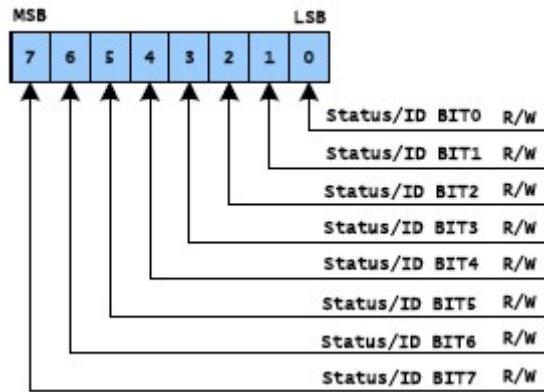 MSB LSB
7 6 5 4 3 2 1 0
Status/ID BIT0 R/W
Status/ID BIT1 R/W
Status/ID BIT2 R/W
Status/ID BIT3 R/W
Status/ID BIT4 R/W
Status/ID BIT5 R/W
Status/ID BIT6 R/W
Status/ID BIT7 R/W